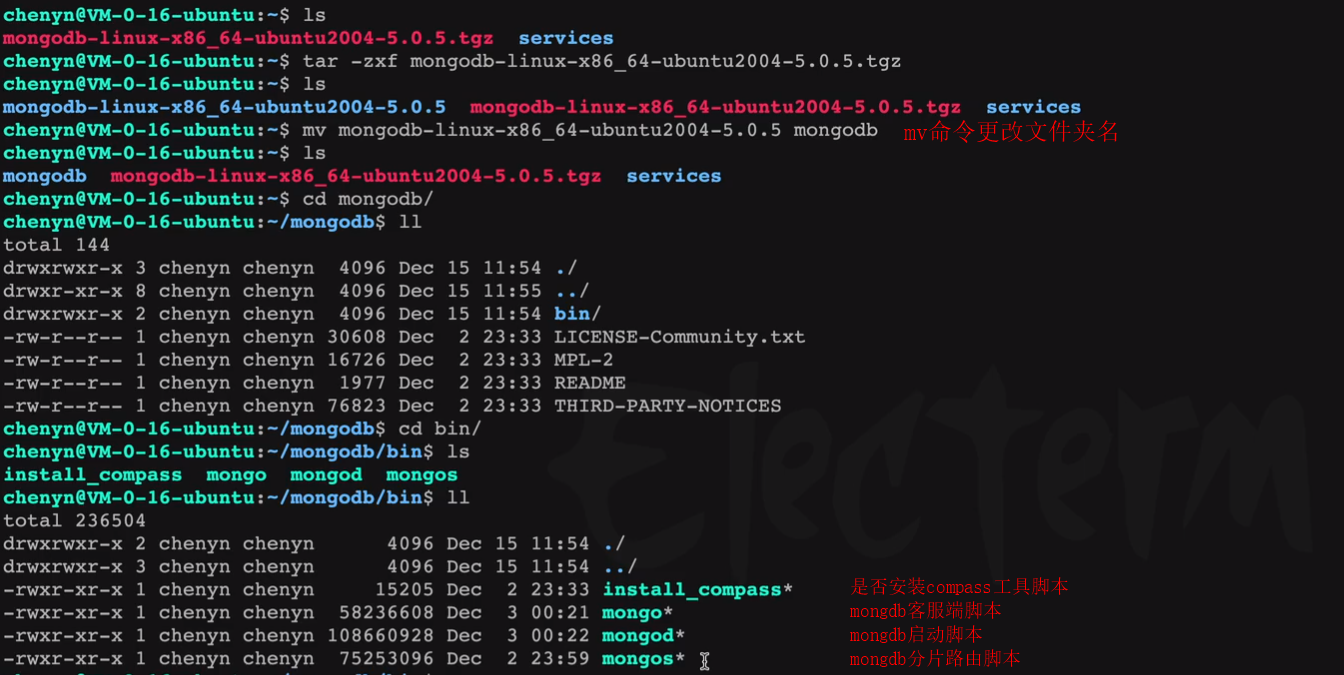 chenyn@VM-0-16-ubuntu:~$ ls
mongodb-linux-x86_64-ubuntu2004-5.0.5.tgz  services
chenyn@VM-0-16-ubuntu:~$ tar -zxf mongodb-linux-x86_64-ubuntu2004-5.0.5.tgz
chenyn@VM-0-16-ubuntu:~$ ls
mongodb-linux-x86_64-ubuntu2004-5.0.5  mongodb-linux-x86_64-ubuntu2004-5.0.5.tgz  services
chenyn@VM-0-16-ubuntu:~$ mv mongodb-linux-x86_64-ubuntu2004-5.0.5 mongodb  mv命令更改文件夹名
chenyn@VM-0-16-ubuntu:~$ ls
mongodb  mongodb-linux-x86_64-ubuntu2004-5.0.5.tgz  services
chenyn@VM-0-16-ubuntu:~$ cd mongodb/
chenyn@VM-0-16-ubuntu:~/mongodb$ ll
total 144
drwxrwxr-x 3 chenyn chenyn  4096 Dec 15 11:54 ./
drwxr-xr-x 8 chenyn chenyn  4096 Dec 15 11:55 ../
drwxrwxr-x 2 chenyn chenyn  4096 Dec 15 11:54 bin/
-rw-r--r-- 1 chenyn chenyn 30608 Dec  2 23:33 LICENSE-Community.txt
-rw-r--r-- 1 chenyn chenyn 16726 Dec  2 23:33 MPL-2
-rw-r--r-- 1 chenyn chenyn  1977 Dec  2 23:33 README
-rw-r--r-- 1 chenyn chenyn 76823 Dec  2 23:33 THIRD-PARTY-NOTICES
chenyn@VM-0-16-ubuntu:~/mongodb$ cd bin/
chenyn@VM-0-16-ubuntu:~/mongodb/bin$ ls
install_compass  mongo  mongod  mongos
chenyn@VM-0-16-ubuntu:~/mongodb/bin$ ll
total 236504
drwxrwxr-x 2 chenyn chenyn      4096 Dec 15 11:54 ./
drwxrwxr-x 3 chenyn chenyn      4096 Dec 15 11:54 ../
-rwxr-xr-x 1 chenyn chenyn     15205 Dec  2 23:33 install_compass*  是否安装compass工具脚本
-rwxr-xr-x 1 chenyn chenyn  58236608 Dec  3 00:21 mongo*  mongdb客服端脚本
-rwxr-xr-x 1 chenyn chenyn 108660928 Dec  3 00:22 mongod*  mongdb启动脚本
-rwxr-xr-x 1 chenyn chenyn  75253096 Dec  2 23:59 mongos*  mongdb分片路由脚本
Electerm